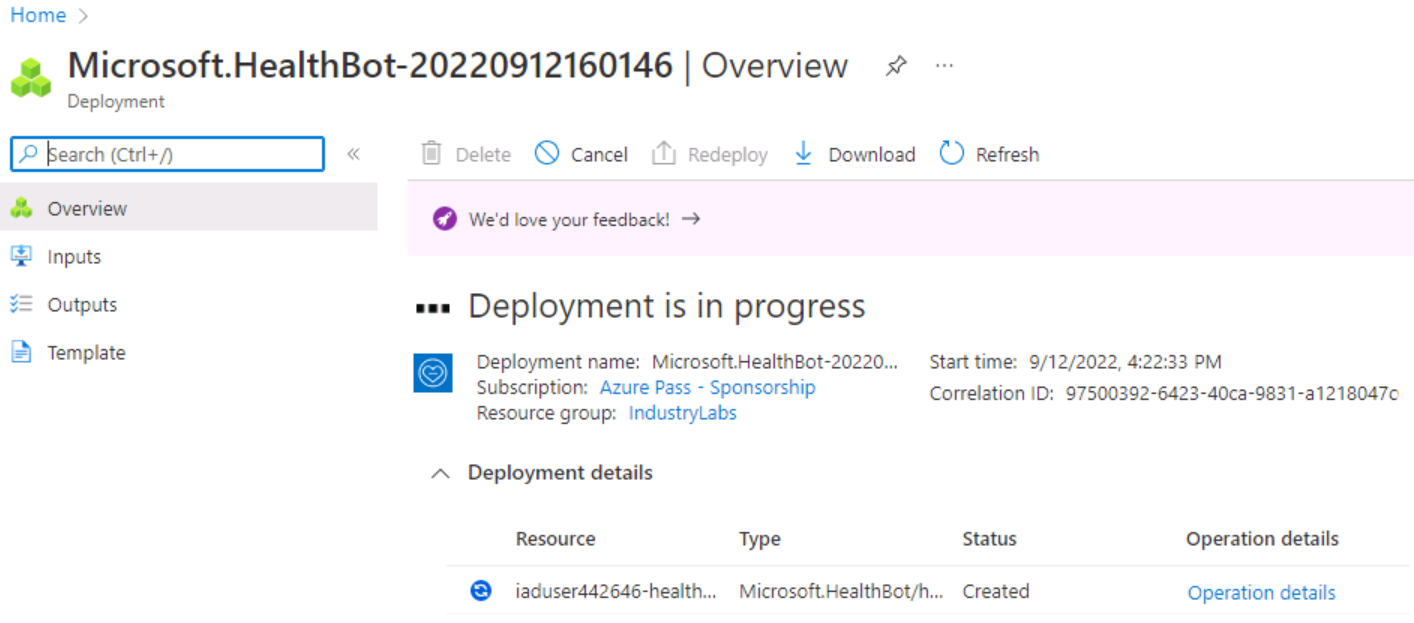 Home
Microsoft.HealthBot-20220912160146 | Overview ...
Deployment
Search (Ctrl+/) «
Delete Cancel Redeploy Download Refresh
Overview
We'd love your feedback! →
Inputs
Outputs
Template
Deployment is in progress
Deployment name: Microsoft.HealthBot-20220... Start time: 9/12/2022, 4:22:33 PM
Subscription: Azure Pass - Sponsorship
Correlation ID: 97500392-6423-40ca-9831-a1218047c
Resource group: IndustryLabs
Deployment details
Resource Type Status Operation details
iaduser442646-health... Microsoft.HealthBot/h... Created Operation details